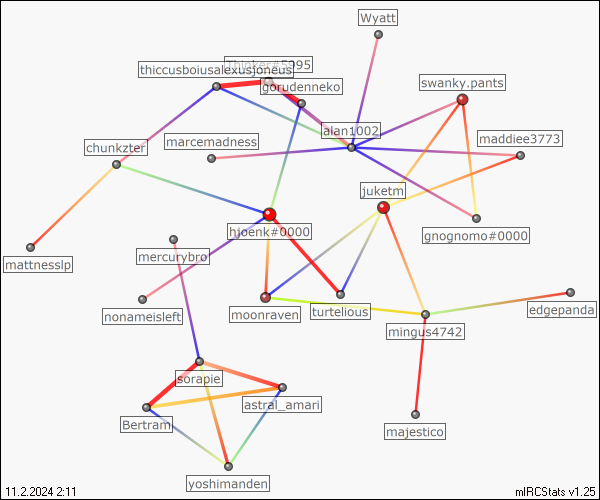 Wyatt
Thinker#5995
thiccusboiusalexusjoneus
gorudenneko
swanky.pants
alan1002
marcemadness
maddiee3773
chunkzter
juketm
hjoenk#0000
gnognomo#0000
mercurybro
mattnesslp
nonameisleft
moonraven
turtelious
edgepanda
mingus4742
sorapie
astral_amari
Bertram
majestico
yoshimanden
11.2.2024 2:11
mIRCStats v1.25